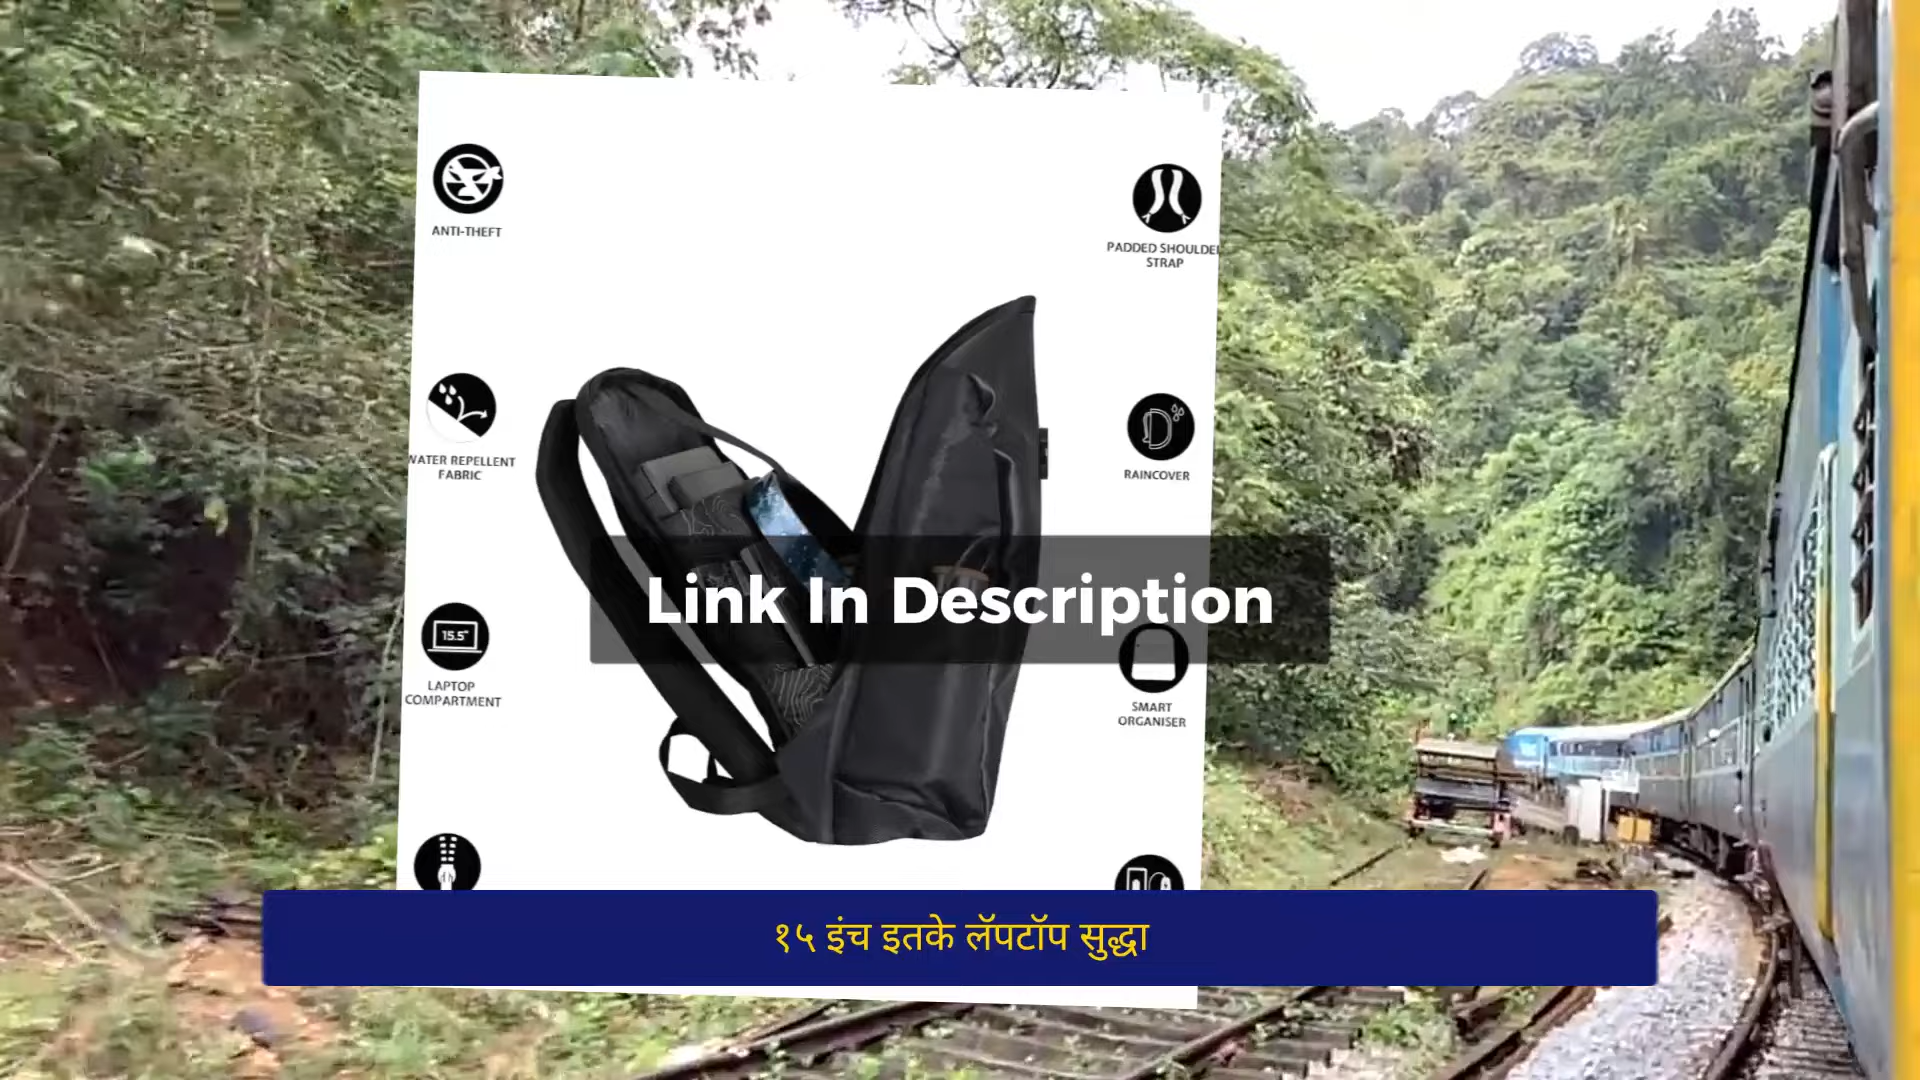 ANTI-THEFT
PADDED SHOULDER
STRAP
WATER REPELLENT
FABRIC
RAINCOVER
15.5"
LAPTOP
COMPARTMENT
Link In Description
SMART
ORGANISER
१५ इंच इतके लॅपटॉप सुद्धा